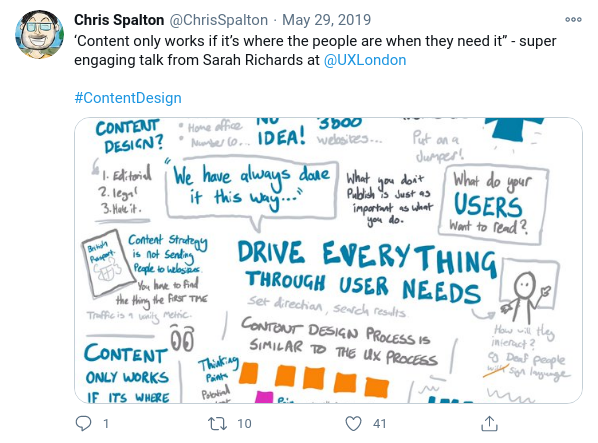 Chris Spalton @ChrisSpalton · May 29, 2019
‘Content only works if it’s where the people are when they need it” - super
engaging talk from Sarah Richards at @UXLondon
#ContentDesign
CONTENT
DESIGN?
Home office
Number 10...
NO
IDEA!
3000
websites...
Put on a
Jumper!
1. Editorial
2. legal
3. Hate it.
"We have always done
it this way..."
What you don't
Publish is Just as
important as what
you do.
What do your
USERS
Want to read?
British
Passport
Content Strategy
is not Sending
People to websites.
You have to Find
the thing the FIRST TIME
Traffic is a vanity Metric.
DRIVE EVERYTHING
THROUGH USER NEEDS
Set direction, search results
CONTENT DESIGN PROCESS IS
SIMILAR TO THE UX PROCESS
How will they
interact?
Deaf people
sign language
CONTENT
ONLY WORKS
IF ITS WHERE
Thinking
Points
Potential
1
10
41